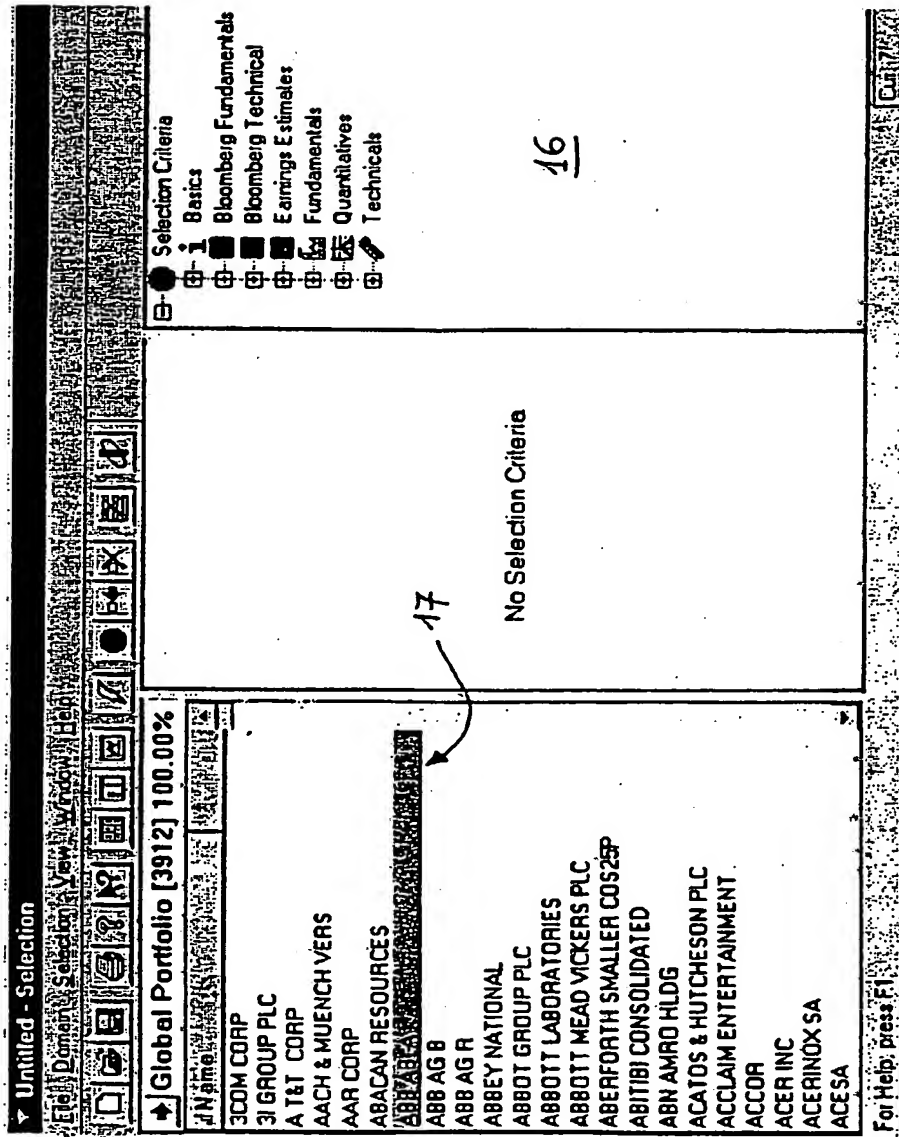 Untitled - Selection
File Domain Selection View Window Help
Global Portfolio [3912] 100.00%
Name
3COM CORP
3I GROUP PLC
A T&T CORP
AACH & MUENCH VERS
AAR CORP
ABACAN RESOURCES
ABB AG B
ABB AG R
ABBEY NATIONAL
ABBOT GROUP PLC
ABBOTT LABORATORIES
ABBOTT MEAD VICKERS PLC
ABERFORTH SMALLER COS25P
ABITIBI CONSOLIDATED
ABN AMRO HLDG
ACATOS & HUTCHESON PLC
ACCLAIM ENTERTAINMENT
ACCOR
ACER INC
ACERINOX SA
ACESA
17
No Selection Criteria
Selection Criteria
Basics
Bloomberg Fundamentals
Bloomberg Technical
Earnings Estimates
Fundamentals
Quantitatives
Technicals
16
For Help, press F1